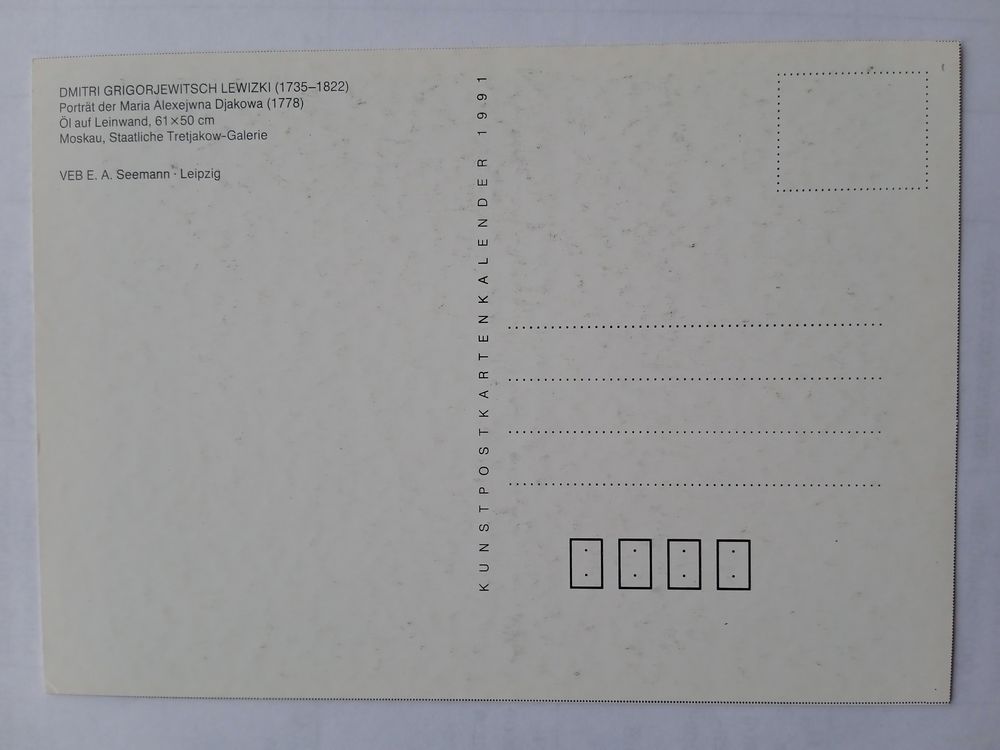 DMITRI GRIGORJEWITSCH LEWIZKI (1735–1822)
Porträt der Maria Alexejwna Djakowa (1778)
Öl auf Leinwand, 61×50 cm
Moskau, Staatliche Tretjakow-Galerie
VEB E. A. Seemann · Leipzig
KUNSTPOSTKARTENKALENDER 1991